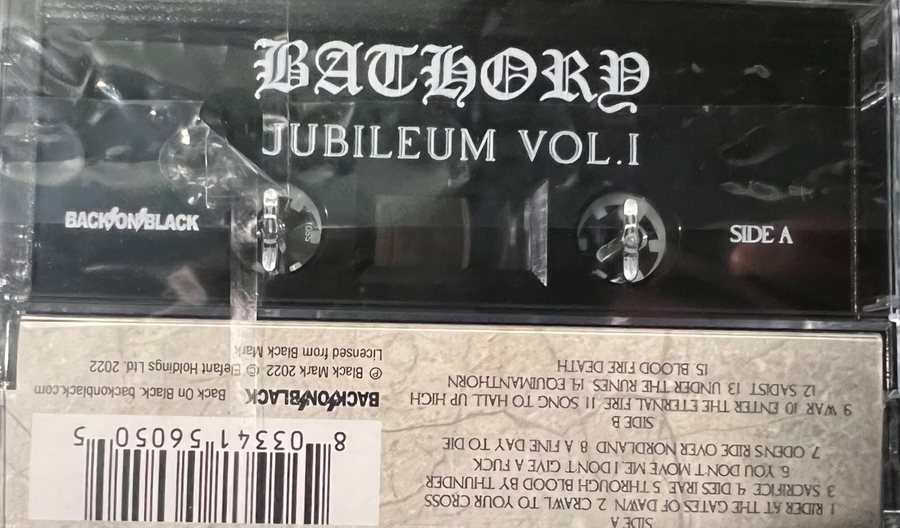 BATHORY
JUBILEUM VOL.I
BACK ON BLACK
SIDE A
SIDE A
1 RIDER AT THE GATES OF DAWN 2 CRAWL TO YOUR CROSS
3 SACRIFICE 4 DIES IRAE 5 THROUGH BLOOD BY THUNDER
6 YOU DON'T MOVE ME, I DON'T GIVE A FUCK
7 ODENS RIDE OVER NORDLAND 8 A FINE DAY TO DIE
SIDE B
9 WAR 10 ENTER THE ETERNAL FIRE 11 SONG TO HALL UP HIGH
12 SADIST 13 UNDER THE RUNES 14 EQUIMANTHORN
15 BLOOD FIRE DEATH
8 03341 56050 5
BACK ON BLACK Back On Black. backonblack.com
℗ Black Mark 2022 © Elefant Holdings Ltd. 2022
Licensed from Black Mark